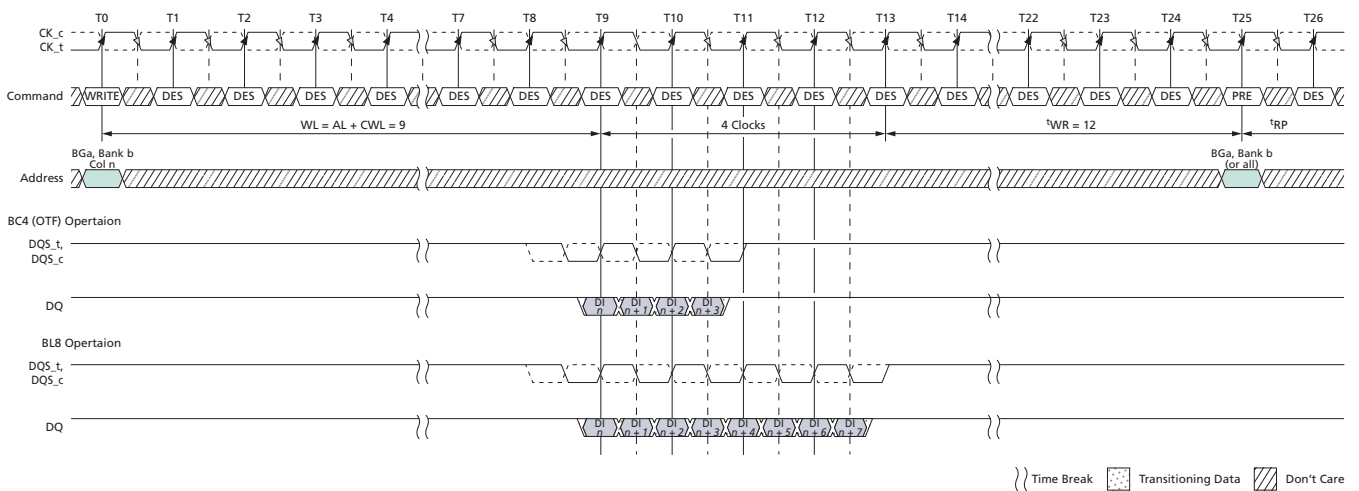 T0 T1 T2 T3 T4 T7 T8 T9 T10 T11 T12 T13 T14 T22 T23 T24 T25 T26
CK_c
CK_t
Command WRITE DES DES DES DES DES DES DES DES DES DES DES DES DES DES DES PRE DES
WL = AL + CWL = 9 4 Clocks tWR = 12 tRP
BGa, Bank b
Col n
BGa, Bank b
(or all)
Address
BC4 (OTF) Opertaion
DQS_t,
DQS_c
DQ DI n DI n + 1 DI n + 2 DI n + 3
BL8 Opertaion
DQS_t,
DQS_c
DQ DI n DI n + 1 DI n + 2 DI n + 3 DI n + 4 DI n + 5 DI n + 6 DI n + 7
Time Break Transitioning Data Don't Care